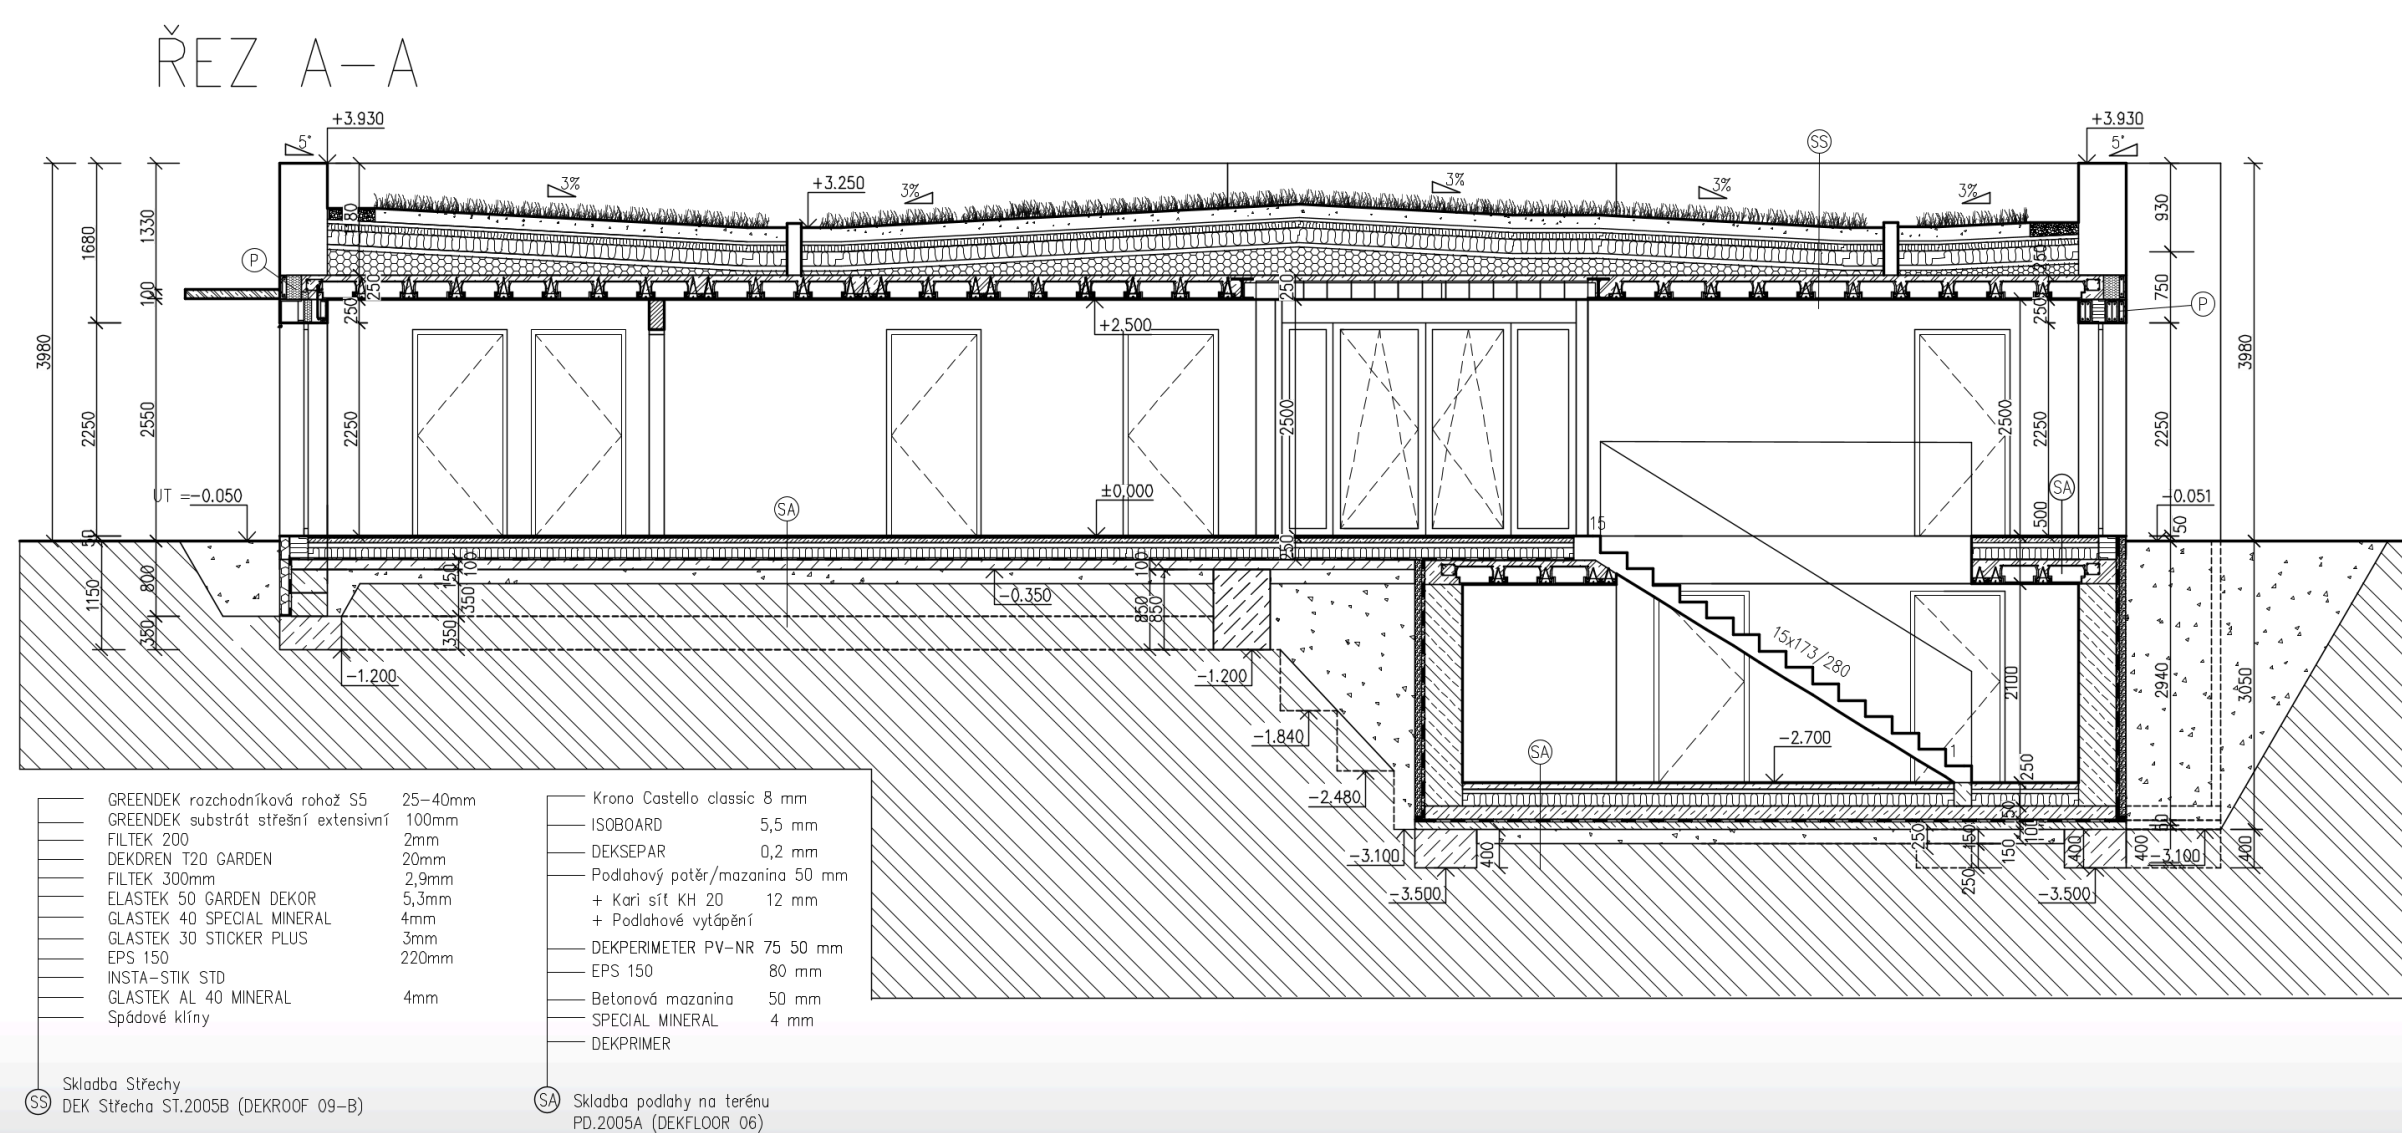 ŘEZ A-A
+3.930
+3.930
5°
5°
SS
3%
+3.250
3%
3%
3%
3%
180
1680
1330
930
P
250
250
100
250
250
250
250
750
P
+2,500
3980
3980
2250
2550
2250
2500
2500
2250
2250
UT =-0.050
SA
±0,000
SA
-0.051
15
500
50
50
250
1150
800
350
150
100
350
350
-0.350
100
850
850
-1.200
-1.200
15x173/280
2100
2940
3050
-1.840
SA
-2.700
1
250
-2.480
-3.100
400
250
150
150
100
50
150
250
400
400
-3.100
400
-3.500
-3.500
GREENDEK rozchodníková rohož S5 25-40mm
GREENDEK substrát střešní extensivní 100mm
FILTEK 200 2mm
DEKDREN T20 GARDEN 20mm
FILTEK 300mm 2,9mm
ELASTEK 50 GARDEN DEKOR 5,3mm
GLASTEK 40 SPECIAL MINERAL 4mm
GLASTEK 30 STICKER PLUS 3mm
EPS 150 220mm
INSTA-STIK STD
GLASTEK AL 40 MINERAL 4mm
Spádové klíny
SS Skladba Střechy
DEK Střecha ST.2005B (DEKROOF 09-B)
Krono Castello classic 8 mm
ISOBOARD 5,5 mm
DEKSEPAR 0,2 mm
Podlahový potěr/mazanina 50 mm
+ Kari síť KH 20 12 mm
+ Podlahové vytápění
DEKPERIMETER PV-NR 75 50 mm
EPS 150 80 mm
Betonová mazanina 50 mm
SPECIAL MINERAL 4 mm
DEKPRIMER
SA Skladba podlahy na terénu
PD.2005A (DEKFLOOR 06)